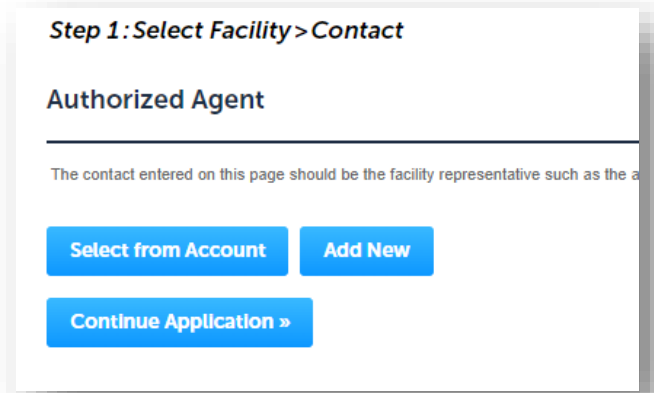 Step 1: Select Facility > Contact
Authorized Agent
The contact entered on this page should be the facility representative such as the a
Select from Account
Add New
Continue Application »